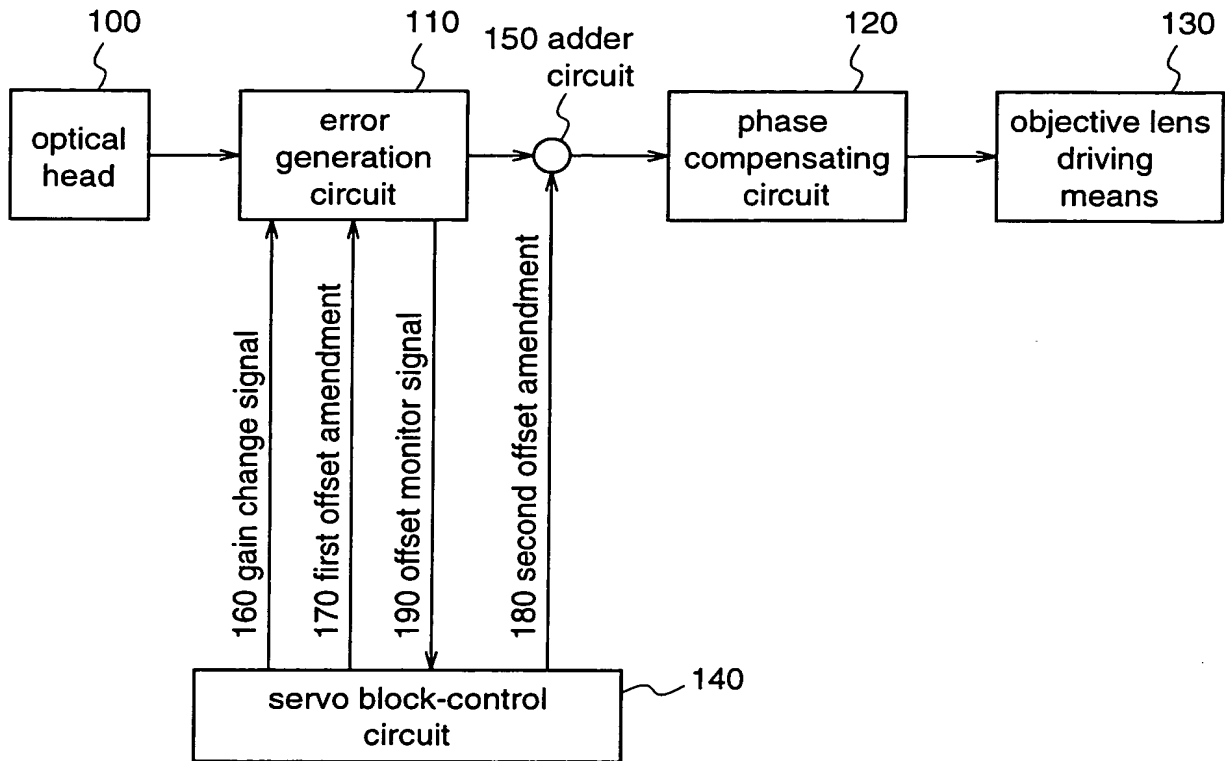 100
110
150 adder
circuit
120
130
optical
head
error
generation
circuit
phase
compensating
circuit
objective lens
driving
means
160 gain change signal
170 first offset amendment
190 offset monitor signal
180 second offset amendment
servo block-control
circuit
140